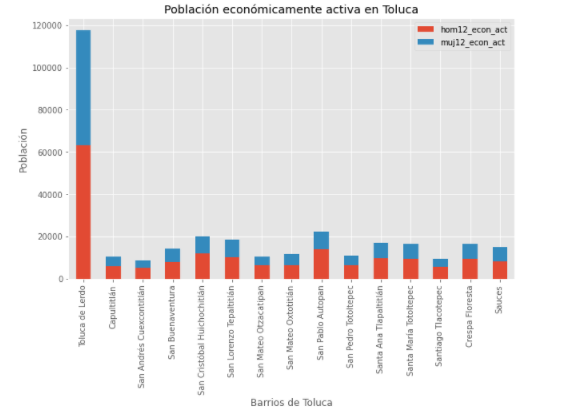 Población económicamente activa en Toluca
hom12_econ_act
muj12_econ_act
Población
120000
100000
80000
60000
40000
20000
0
Toluca de Lerdo
Capultitlán
San Andrés Cuexcontitlán
San Buenaventura
San Cristóbal Huichochitlán
San Lorenzo Tepaltitlán
San Mateo Otzacatipan
San Mateo Oxtotitlán
San Pablo Autopan
San Pedro Totoltepec
Santa Ana Tlapaltitlán
Santa María Totoltepec
Santiago Tlacotepec
Crespa Floresta
Sauces
Barrios de Toluca